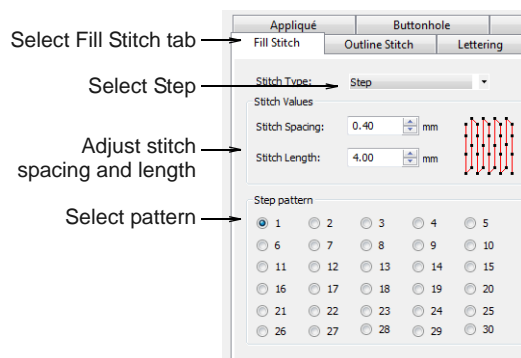 Appliqué Buttonhole
Select Fill Stitch tab Fill Stitch Outline Stitch Lettering
Select Step Stitch Type: Step
Stitch Values
Stitch Spacing: 0.40 mm
Adjust stitch
spacing and length Stitch Length: 4.00 mm
Step pattern
Select pattern 1 2 3 4 5
6 7 8 9 10
11 12 13 14 15
16 17 18 19 20
21 22 23 24 25
26 27 28 29 30